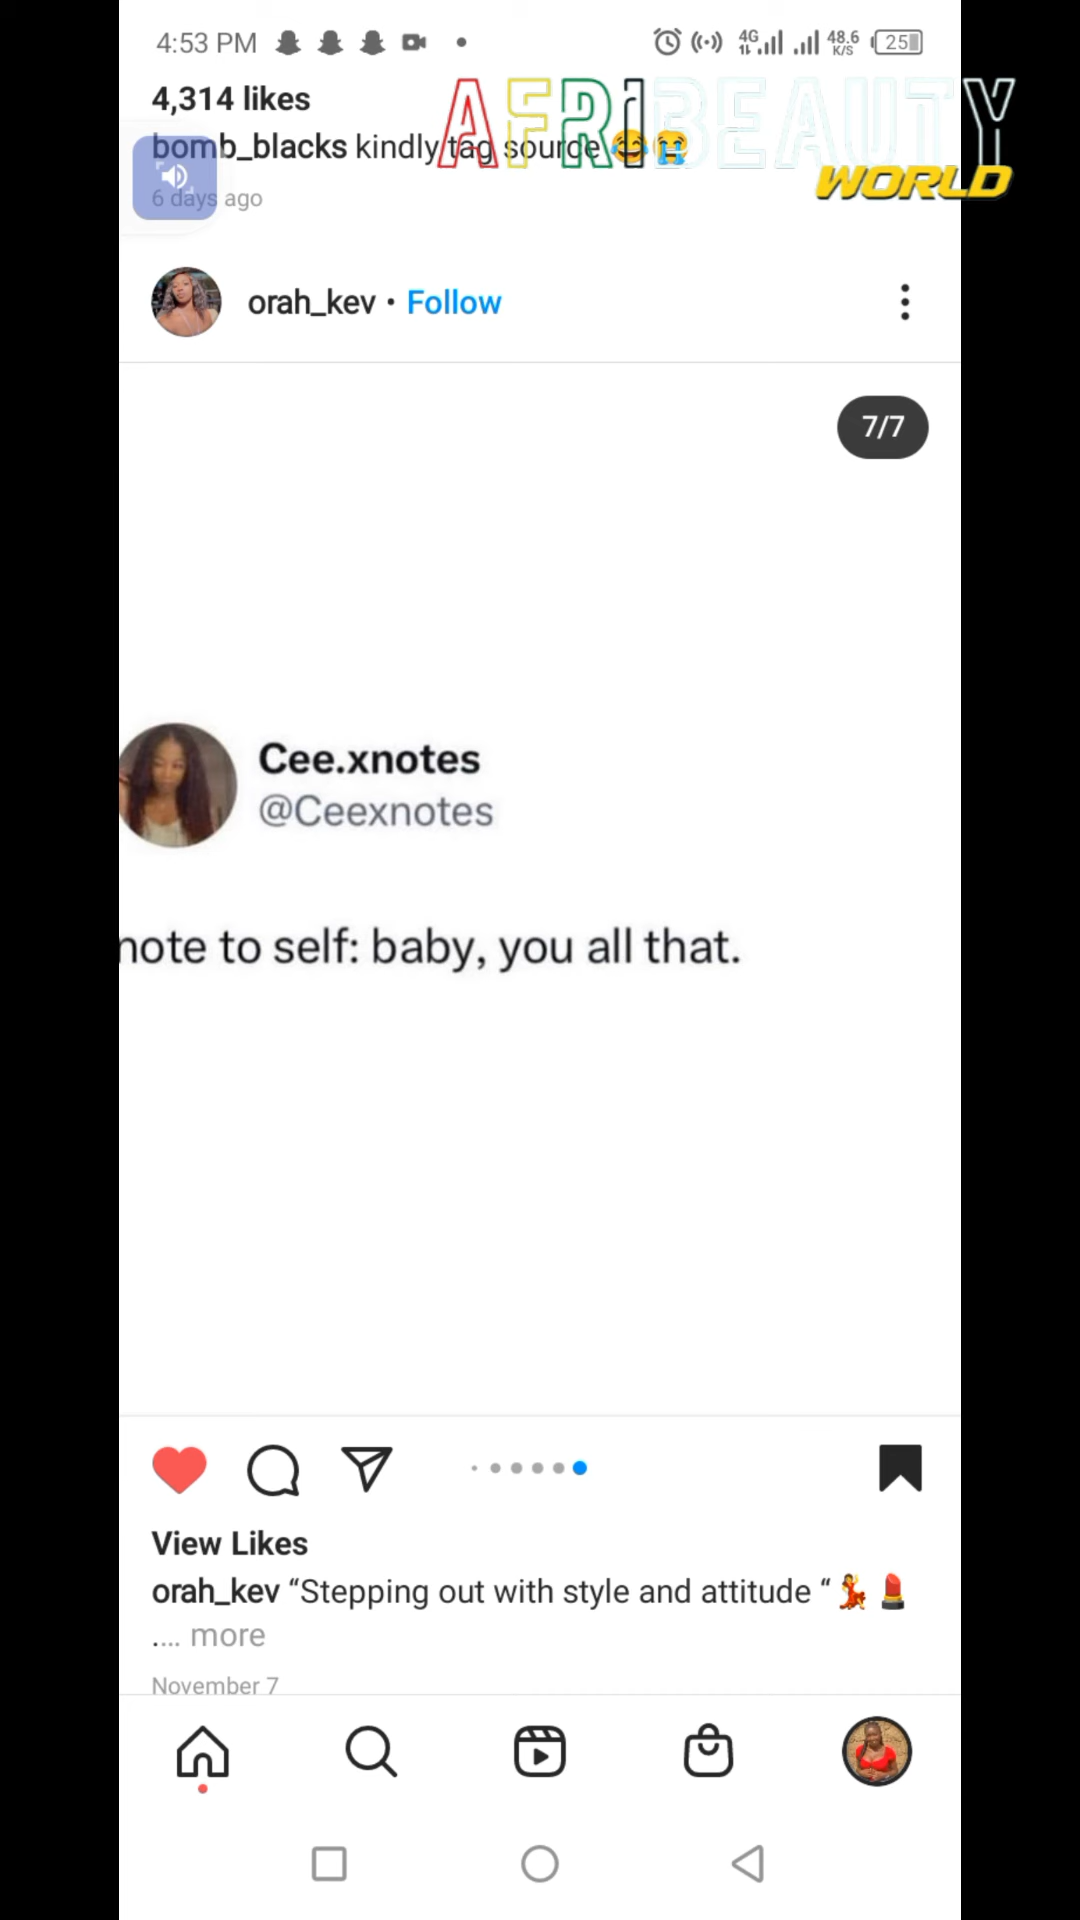 4:53 PM
4G
48.6
K/S
25
4,314 likes
AFRIBEAUTY
WORLD
bomb_blacks kindly tag source 😂😭
6 days ago
orah_kev • Follow
7/7
Cee.xnotes
@Ceexnotes
note to self: baby, you all that.
View Likes
orah_kev “Stepping out with style and attitude “💃💄
.... more
November 7